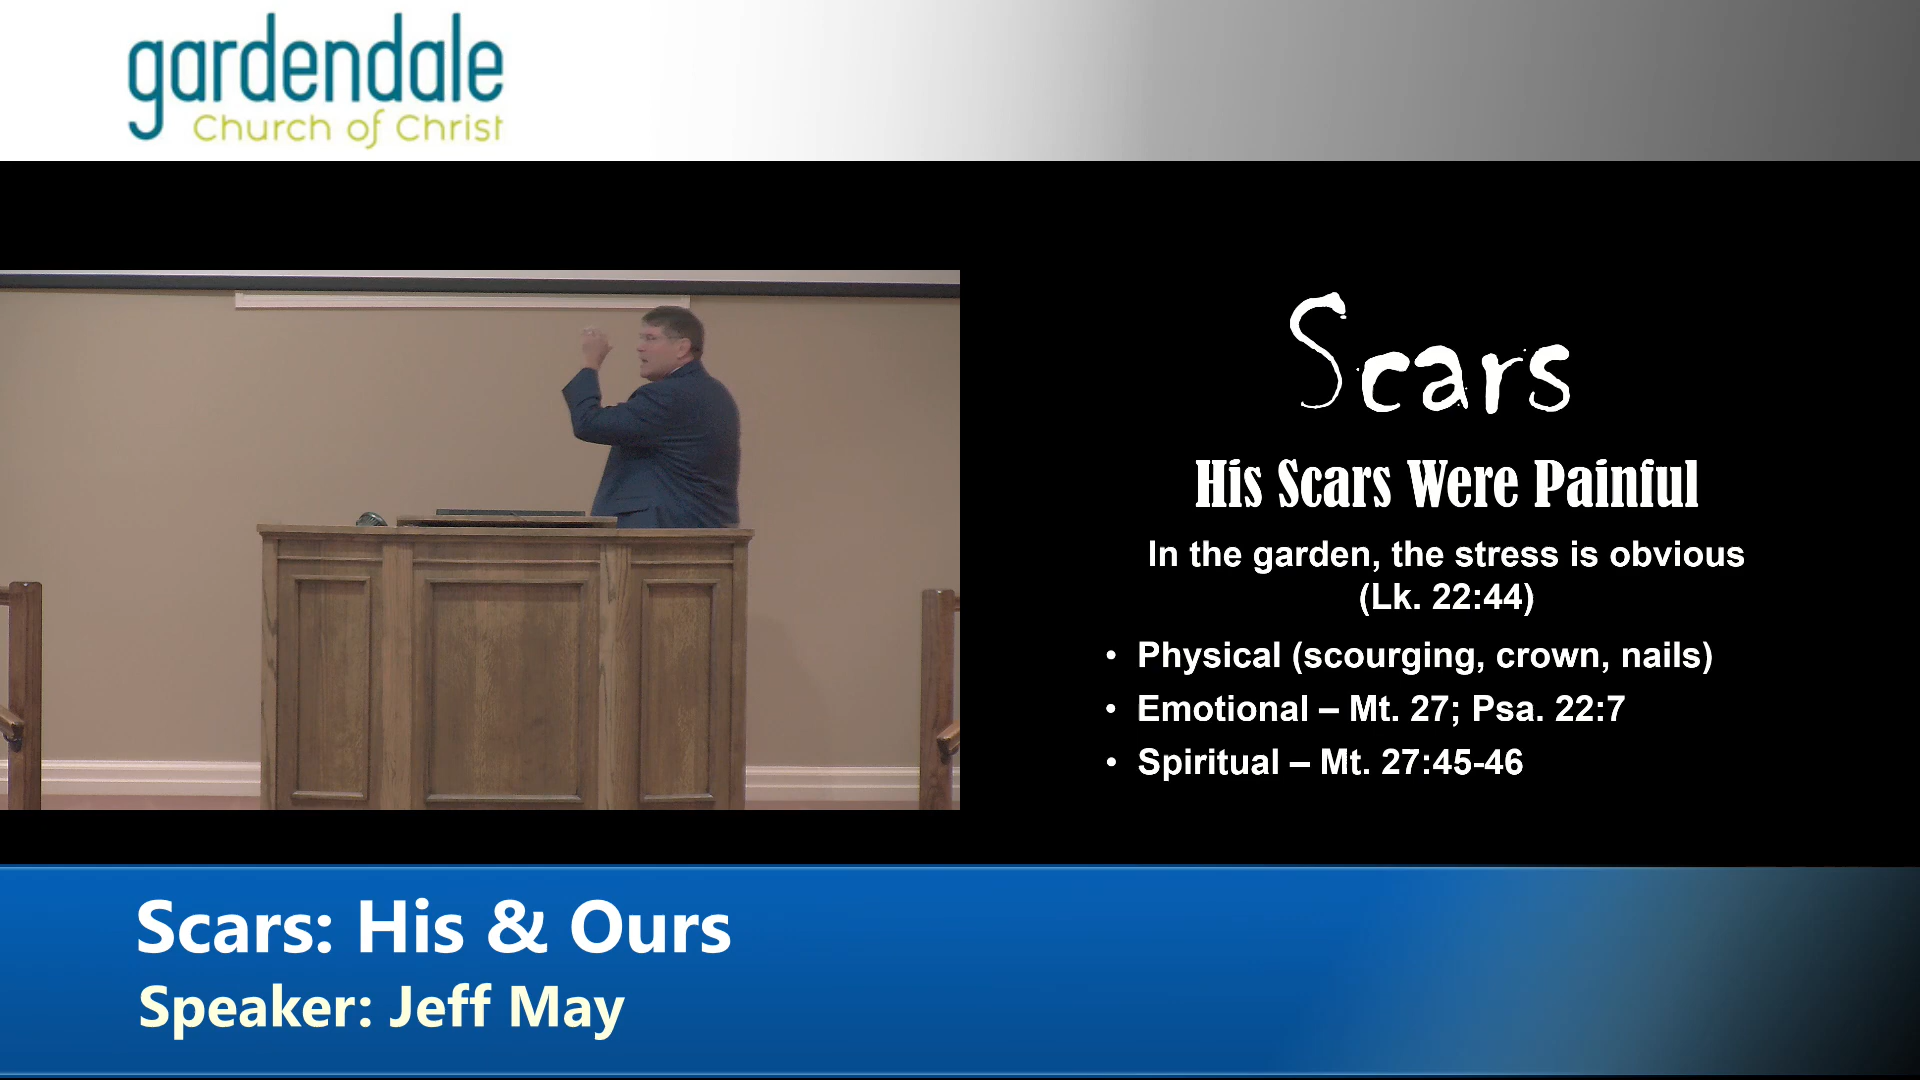 gardendale
Church of Christ
Scars
His Scars Were Painful
In the garden, the stress is obvious
(Lk. 22:44)
• Physical (scourging, crown, nails)
• Emotional – Mt. 27; Psa. 22:7
• Spiritual – Mt. 27:45-46
Scars: His & Ours
Speaker: Jeff May